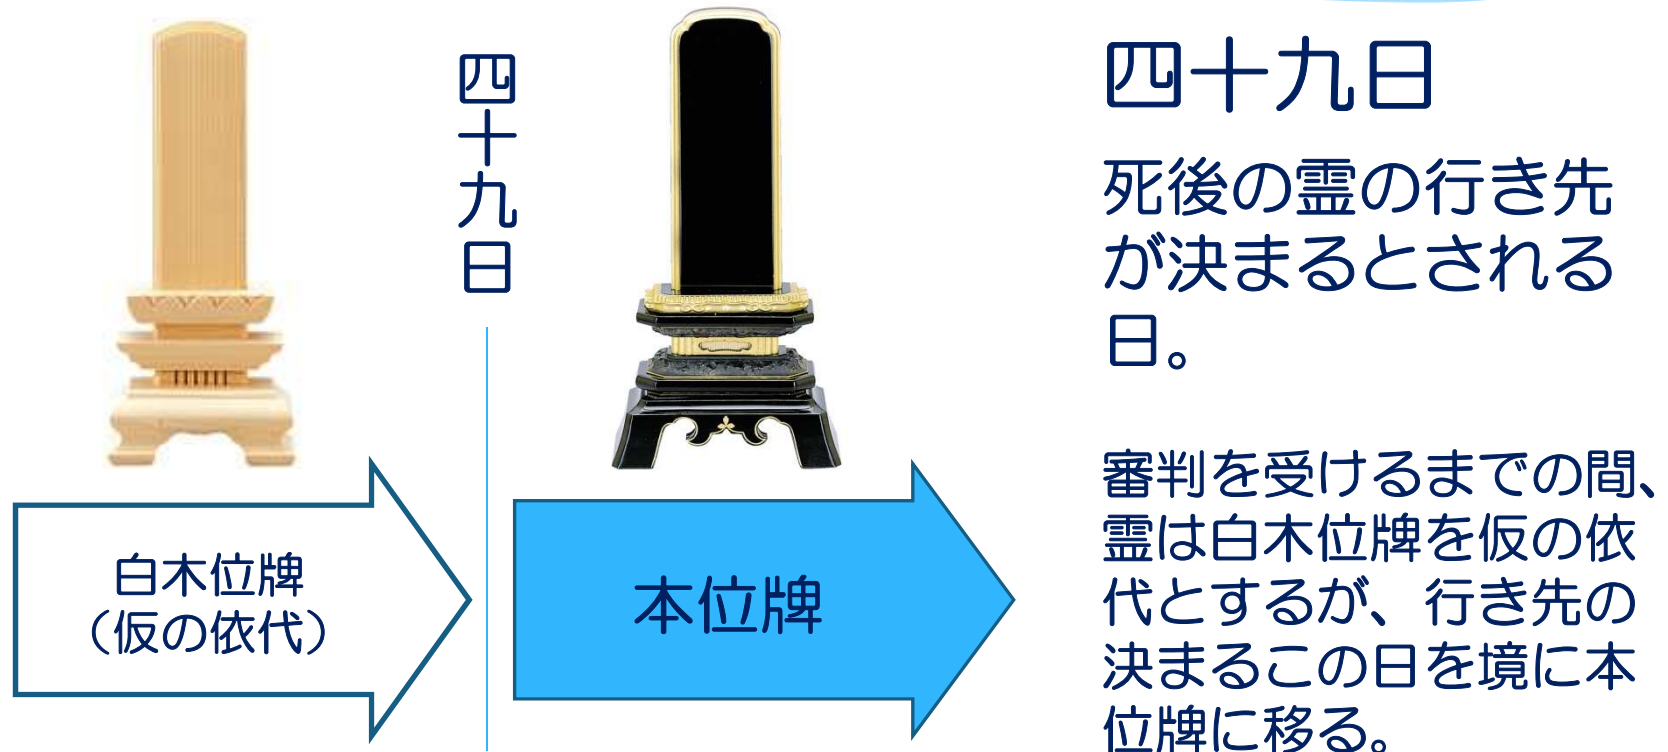 四十九日
白木位牌
（仮の依代）
本位牌
四十九日
死後の霊の行き先
が決まるとされる
日。
審判を受けるまでの間、
霊は白木位牌を仮の依
代とするが、行き先の
決まるこの日を境に本
位牌に移る。